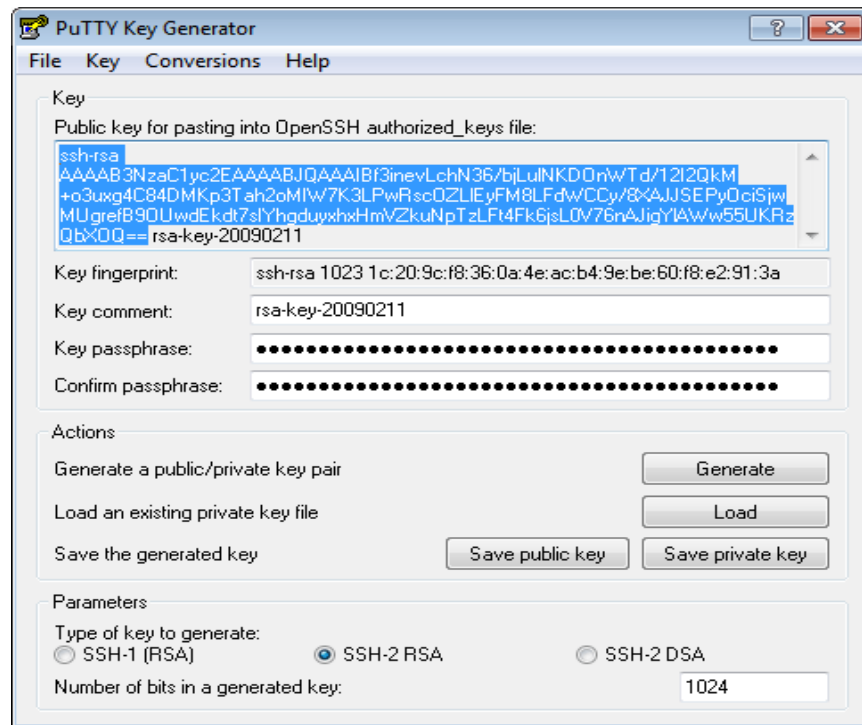 PuTTY Key Generator
File Key Conversions Help
Key
Public key for pasting into OpenSSH authorized_keys file:
ssh-rsa
AAAAB3NzaC1yc2EAAAABJQAAAIBf3inevLchN36/bjLuINKDOnWTd/12I2QkM
+o3uxg4C84DMKp3Tah2oMIW7K3LPwRscOZLIEyFM8LFdWCCy/8XAJJSEPyOciSjw
MUgrefB9OUwdEkdt7slYhgduyxhxHmVZkuNpTzLFt4Fk6jsL0V76nAJigYlAWw55UKRz
QbXOQ== rsa-key-20090211
Key fingerprint: ssh-rsa 1023 1c:20:9c:f8:36:0a:4e:ac:b4:9e:be:60:f8:e2:91:3a
Key comment: rsa-key-20090211
Key passphrase:
Confirm passphrase:
Actions
Generate a public/private key pair Generate
Load an existing private key file Load
Save the generated key Save public key Save private key
Parameters
Type of key to generate:
SSH-1 (RSA) SSH-2 RSA SSH-2 DSA
Number of bits in a generated key: 1024